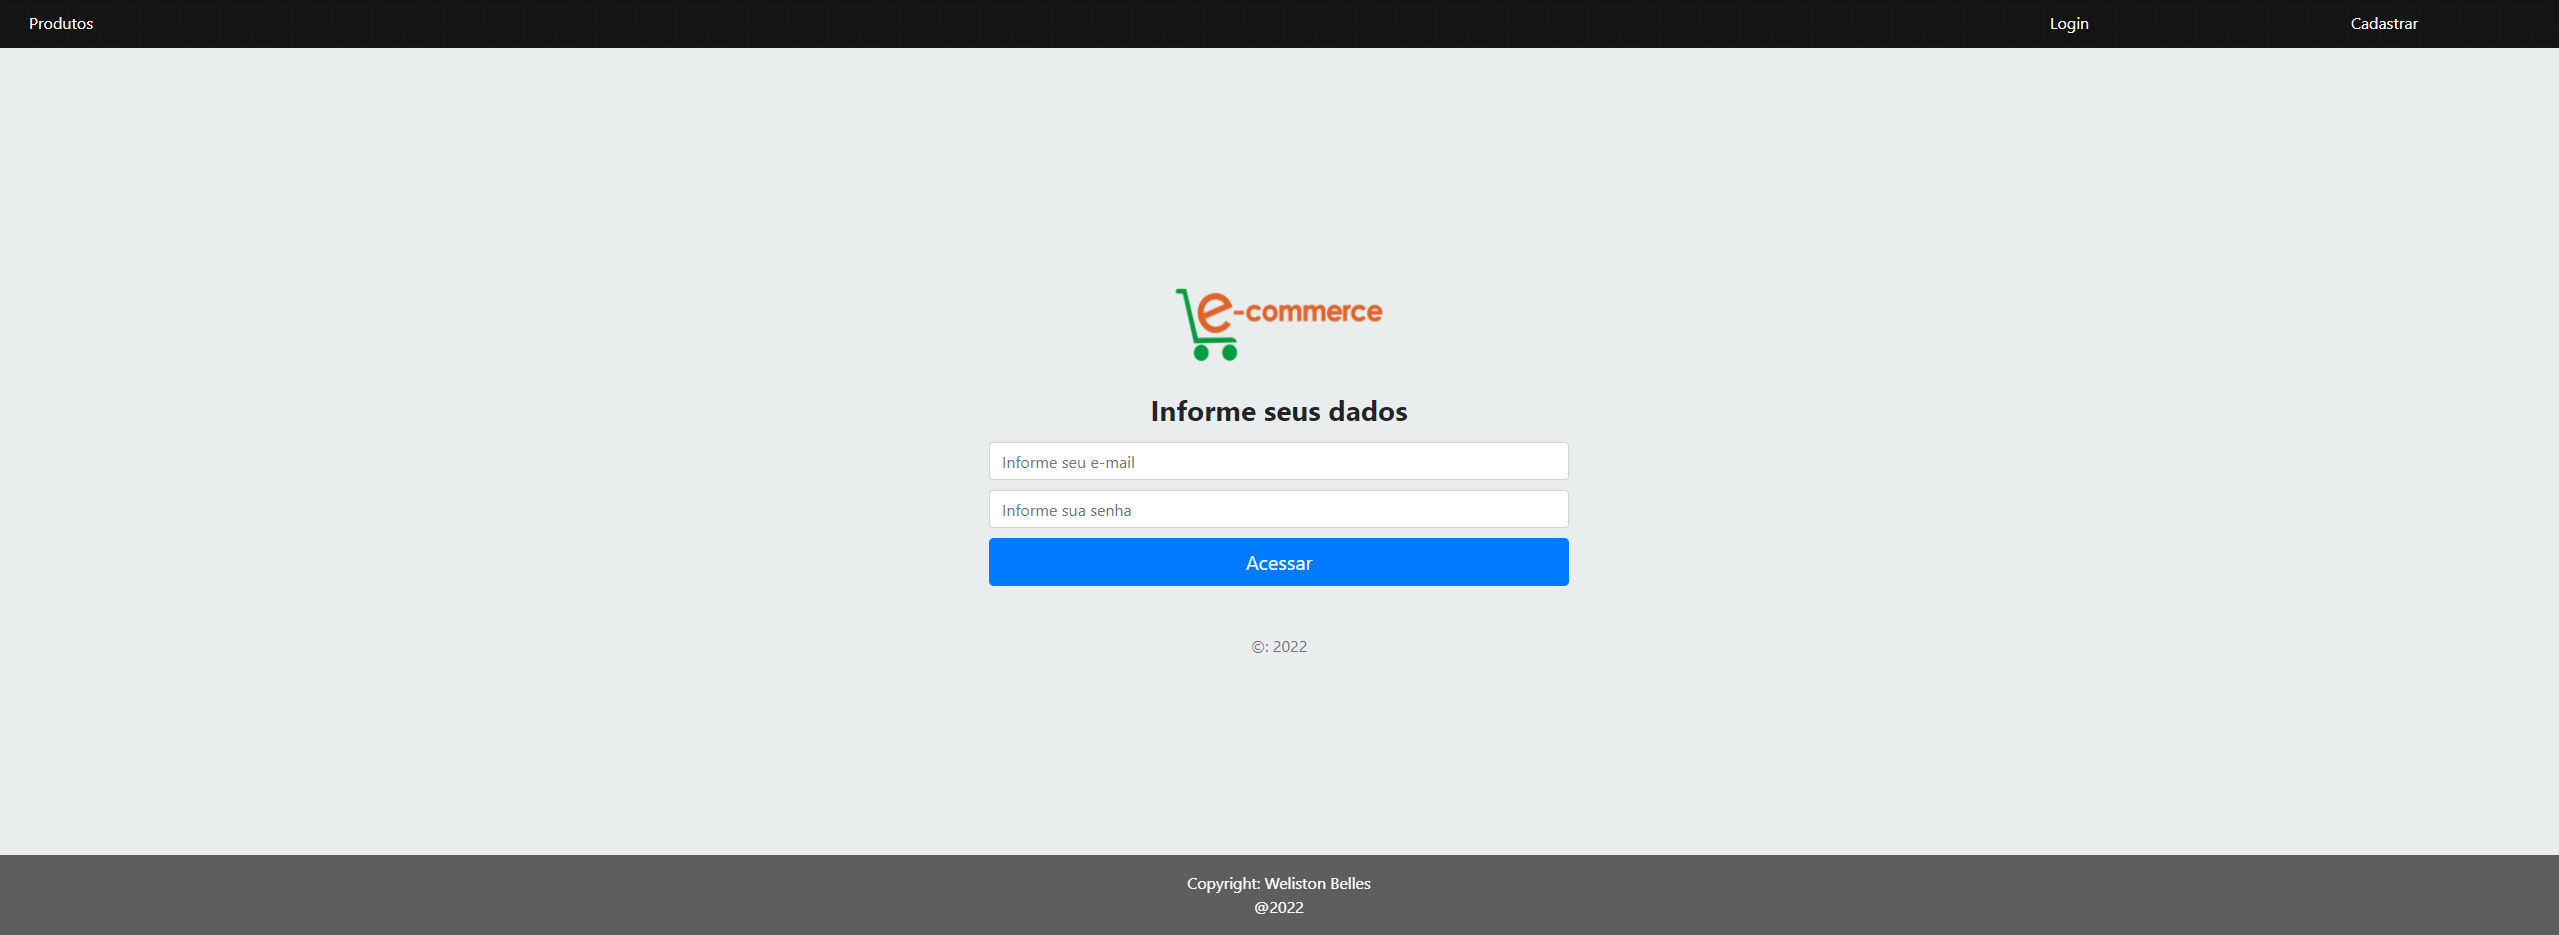 Produtos Login Cadastrar
e-commerce
Informe seus dados
Informe seu e-mail
Informe sua senha
Acessar
©: 2022
Copyright: Weliston Belles
@2022